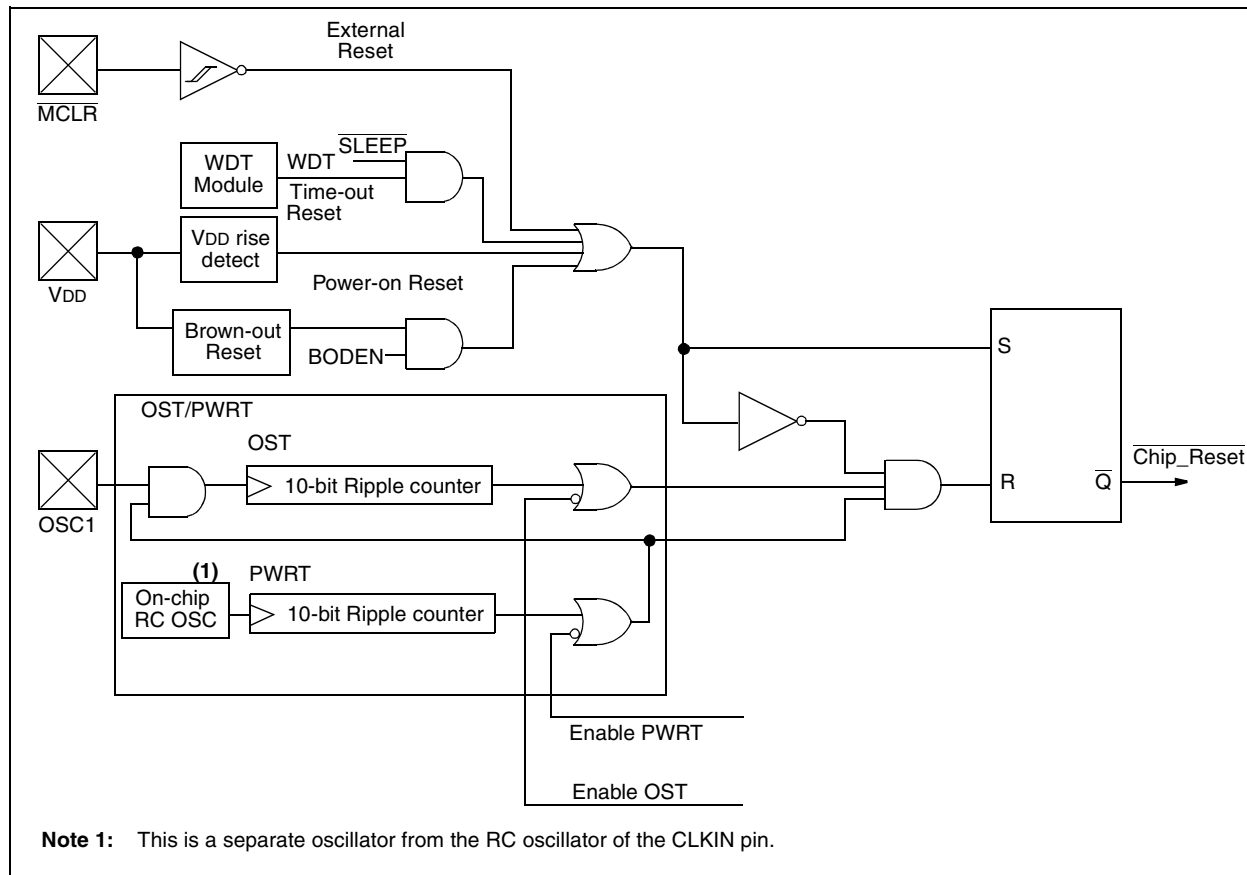 External
Reset
MCLR
SLEEP
WDT
Module
WDT
Time-out
Reset
VDD
VDD rise
detect
Power-on Reset
Brown-out
Reset
BODEN
S
OST/PWRT
OST
10-bit Ripple counter
OSC1
R
Q
Chip_Reset
(1)
PWRT
On-chip
RC OSC
10-bit Ripple counter
Enable PWRT
Enable OST
Note 1: This is a separate oscillator from the RC oscillator of the CLKIN pin.